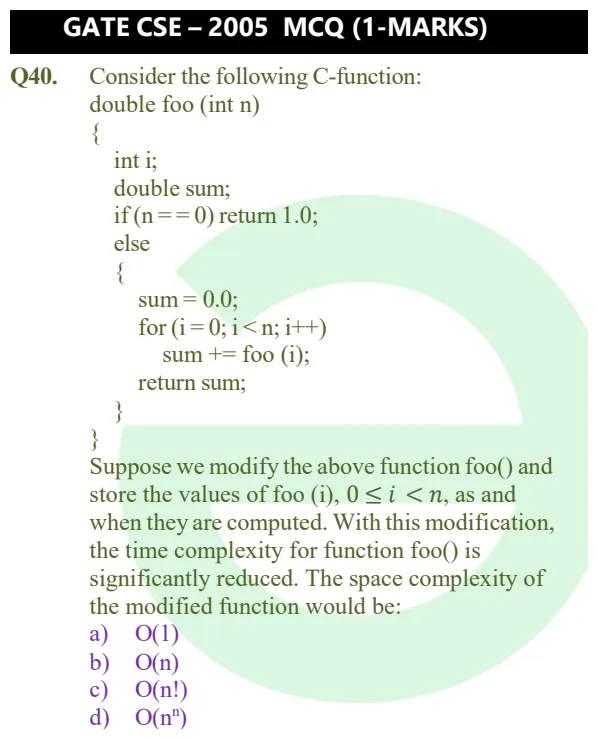 GATE CSE – 2005 MCQ (1-MARKS)
Q40. Consider the following C-function:
double foo (int n)
{
int i;
double sum;
if (n = = 0) return 1.0;
else
{
sum = 0.0;
for (i = 0; i < n; i++)
sum += foo (i);
return sum;
}
}
Suppose we modify the above function foo() and
store the values of foo (i), 0 ≤ i < n, as and
when they are computed. With this modification,
the time complexity for function foo() is
significantly reduced. The space complexity of
the modified function would be:
a) O(1)
b) O(n)
c) O(n!)
d) O(nⁿ)